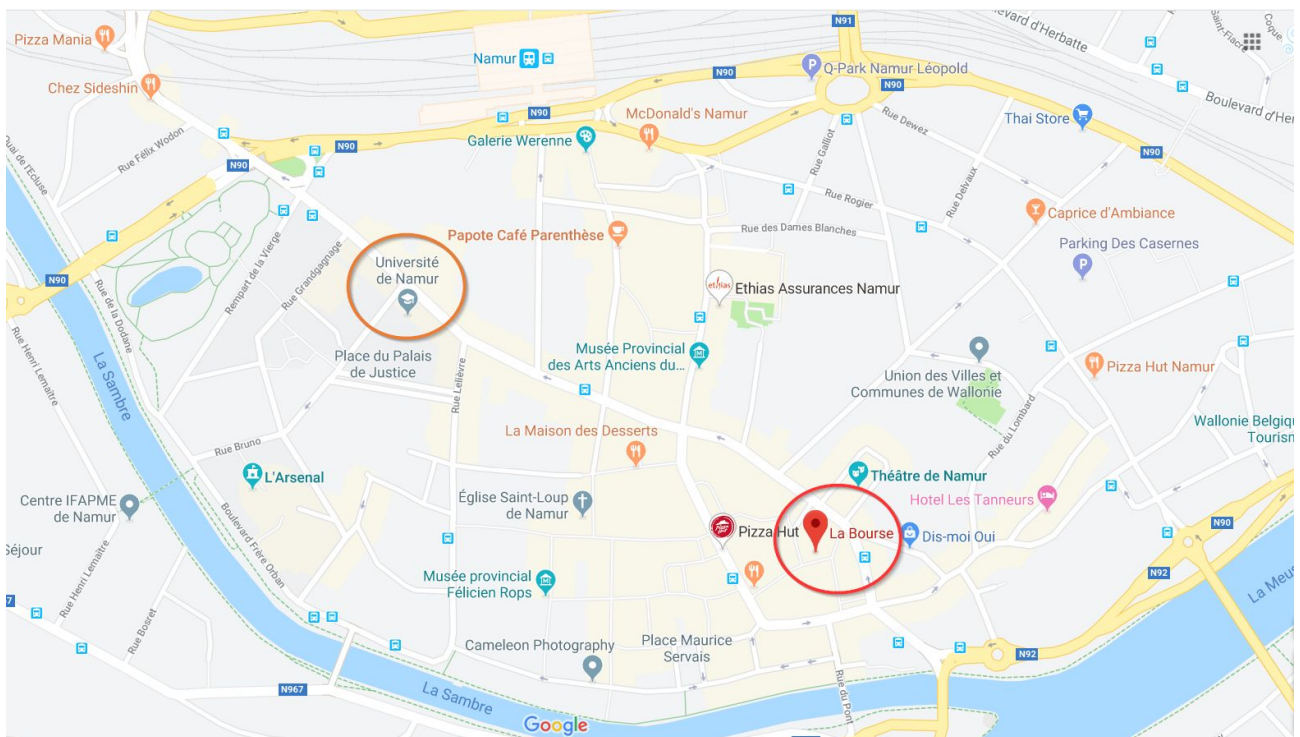 N91
Boulevard d'Herbatte
Saint-Fiacre
Coque
Pizza Mania
Namur
Q-Park Namur Léopold
N90
N90
Chez Sideshin
Boulevard d'Her
N90
McDonald's Namur
Rue Dewez
Thai Store
Quai de l'Ecluse
Rue Félix Wodon
N90
Galerie Werenne
N90
N90
Rue Galliot
Rue Delvaux
Rue Rogier
Caprice d'Ambiance
Rempart de la Vierge
Rue Grandgagnage
Papote Café Parenthèse
Rue des Dames Blanches
Parking Des Casernes
Université
de Namur
N90
Rue de la Dodane
ethias
Ethias Assurances Namur
Rue Henri Lemaître
La Sambre
Place du Palais
de Justice
Rue Lelièvre
Musée Provincial
des Arts Anciens du...
Union des Villes et
Communes de Wallonie
Pizza Hut Namur
Rue du Lombard
Wallonie Belgiqu
Tourism
Rue Bruno
La Maison des Desserts
L'Arsenal
Théâtre de Namur
Centre IFAPME
de Namur
Église Saint-Loup
de Namur
Hotel Les Tanneurs
Pizza Hut
La Bourse
Dis-moi Oui
N90
Séjour
Boulevard Frère Orban
Rue Henri Lemaître
Musée provincial
Félicien Rops
N92
La Meus
7
Rue Bosret
Cameleon Photography
Place Maurice
Servais
N92
N967
La Sambre
Rue du Pont
Google